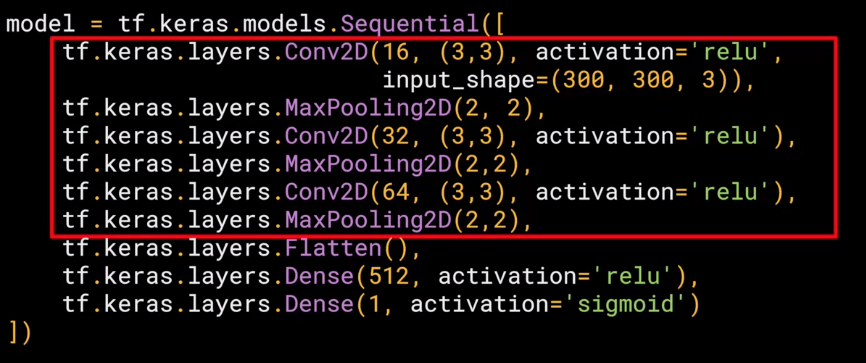 model = tf.keras.models.Sequential([
    tf.keras.layers.Conv2D(16, (3,3), activation='relu',
                           input_shape=(300, 300, 3)),
    tf.keras.layers.MaxPooling2D(2, 2),
    tf.keras.layers.Conv2D(32, (3,3), activation='relu'),
    tf.keras.layers.MaxPooling2D(2,2),
    tf.keras.layers.Conv2D(64, (3,3), activation='relu'),
    tf.keras.layers.MaxPooling2D(2,2),
    tf.keras.layers.Flatten(),
    tf.keras.layers.Dense(512, activation='relu'),
    tf.keras.layers.Dense(1, activation='sigmoid')
])